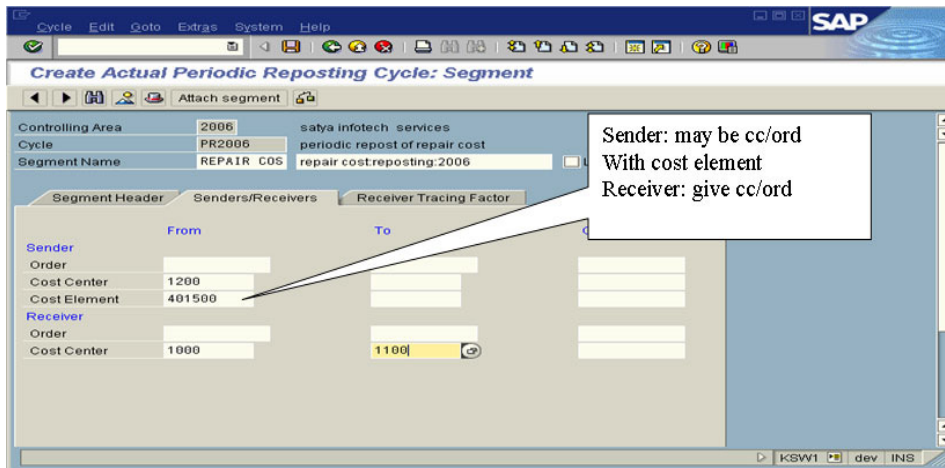 Cycle Edit Goto Extras System Help
SAP
Create Actual Periodic Reposting Cycle: Segment
Attach segment
Controlling Area 2006 satya infotech services
Cycle PR2006 periodic repost of repair cost
Segment Name REPAIR COS repair cost:reposting:2006
Segment Header Senders/Receivers Receiver Tracing Factor
Sender: may be cc/ord
With cost element
Receiver: give cc/ord
From To
Sender
Order
Cost Center 1200
Cost Element 401500
Receiver
Order
Cost Center 1000 1100
KSW1 dev INS